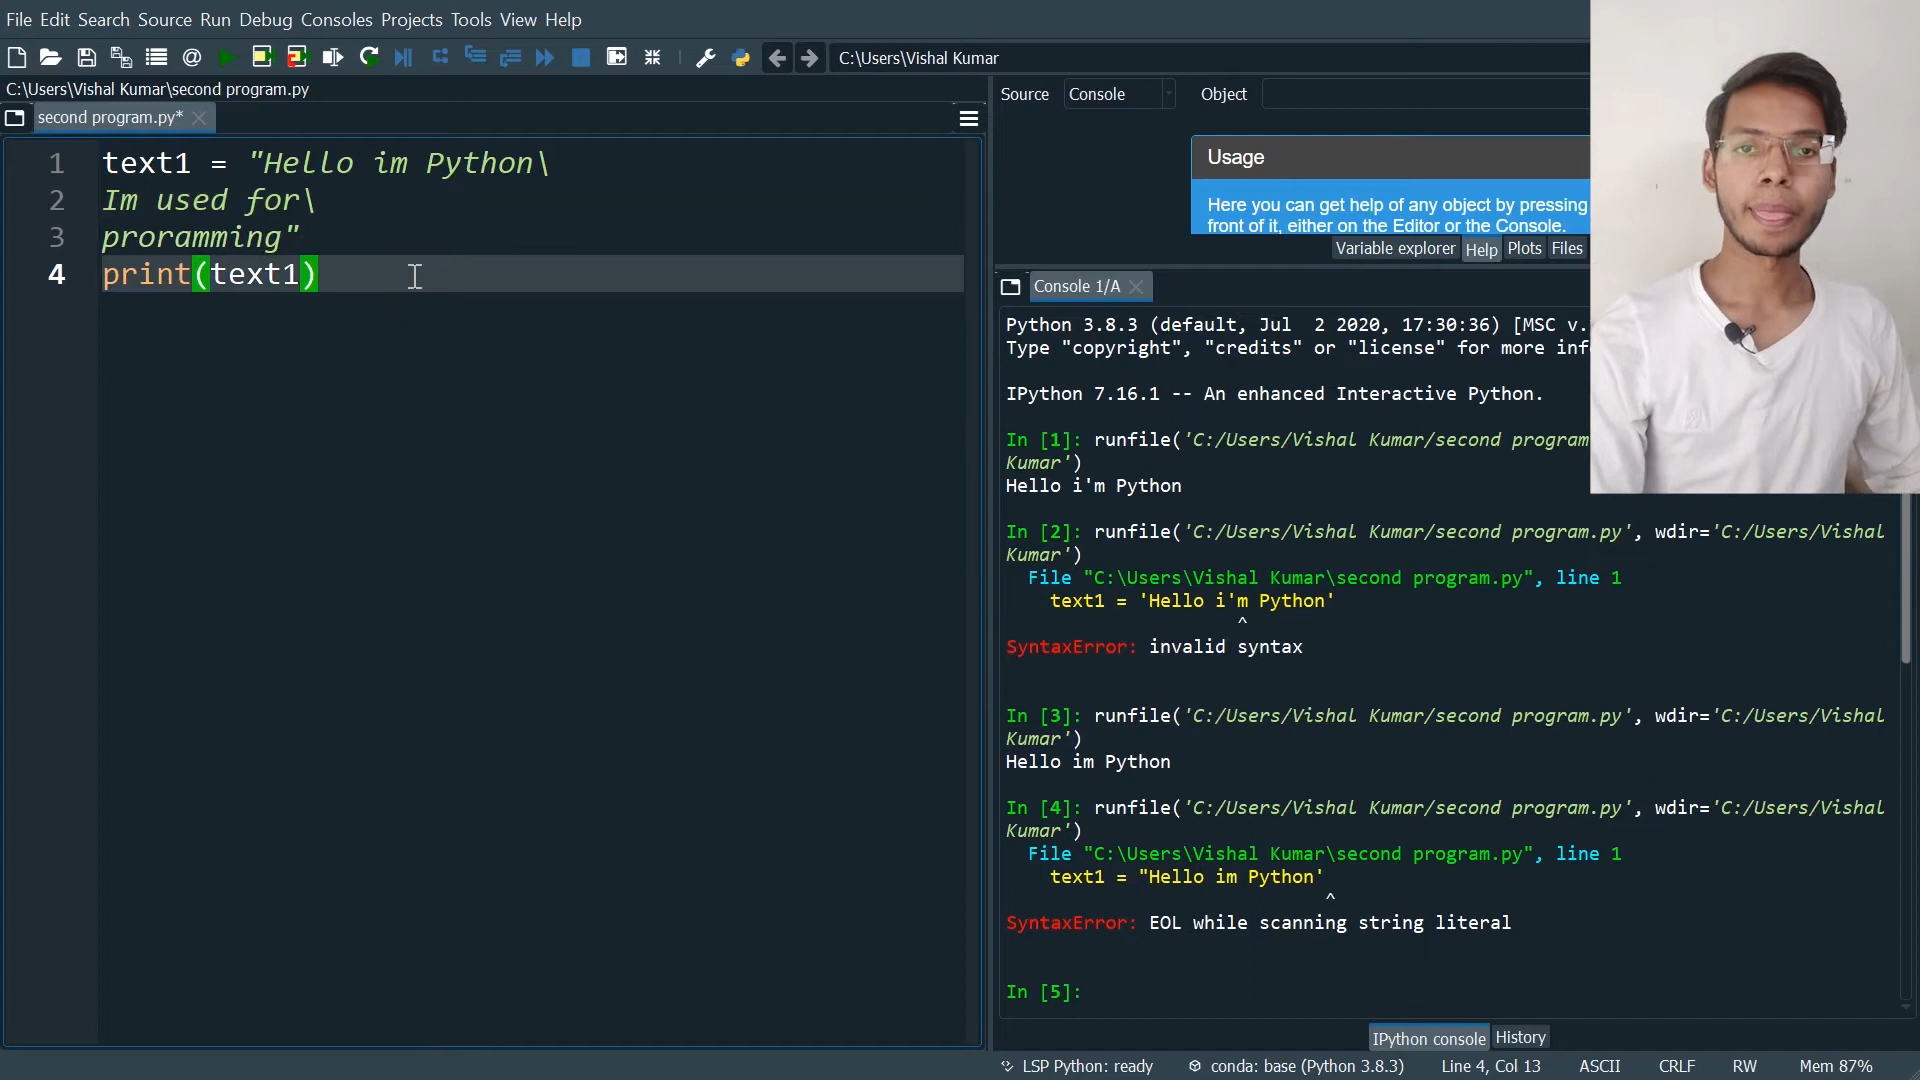 File Edit Search Source Run Debug Consoles Projects Tools View Help
C:\Users\Vishal Kumar
C:\Users\Vishal Kumar\second program.py
second program.py*
1 text1 = "Hello im Python\
2 Im used for\
3 proramming"
4 print(text1)
Source Console Object
Usage
Here you can get help of any object by pressing
front of it, either on the Editor or the Console.
Variable explorer Help Plots Files
Console 1/A
Python 3.8.3 (default, Jul  2 2020, 17:30:36) [MSC v.
Type "copyright", "credits" or "license" for more inf
IPython 7.16.1 -- An enhanced Interactive Python.
In [1]: runfile('C:/Users/Vishal Kumar/second program
Kumar')
Hello i'm Python
In [2]: runfile('C:/Users/Vishal Kumar/second program.py', wdir='C:/Users/Vishal
Kumar')
File "C:\Users\Vishal Kumar\second program.py", line 1
text1 = 'Hello i'm Python'
^
SyntaxError: invalid syntax
In [3]: runfile('C:/Users/Vishal Kumar/second program.py', wdir='C:/Users/Vishal
Kumar')
Hello im Python
In [4]: runfile('C:/Users/Vishal Kumar/second program.py', wdir='C:/Users/Vishal
Kumar')
File "C:\Users\Vishal Kumar\second program.py", line 1
text1 = "Hello im Python'
^
SyntaxError: EOL while scanning string literal
In [5]:
IPython console History
LSP Python: ready conda: base (Python 3.8.3) Line 4, Col 13 ASCII CRLF RW Mem 87%